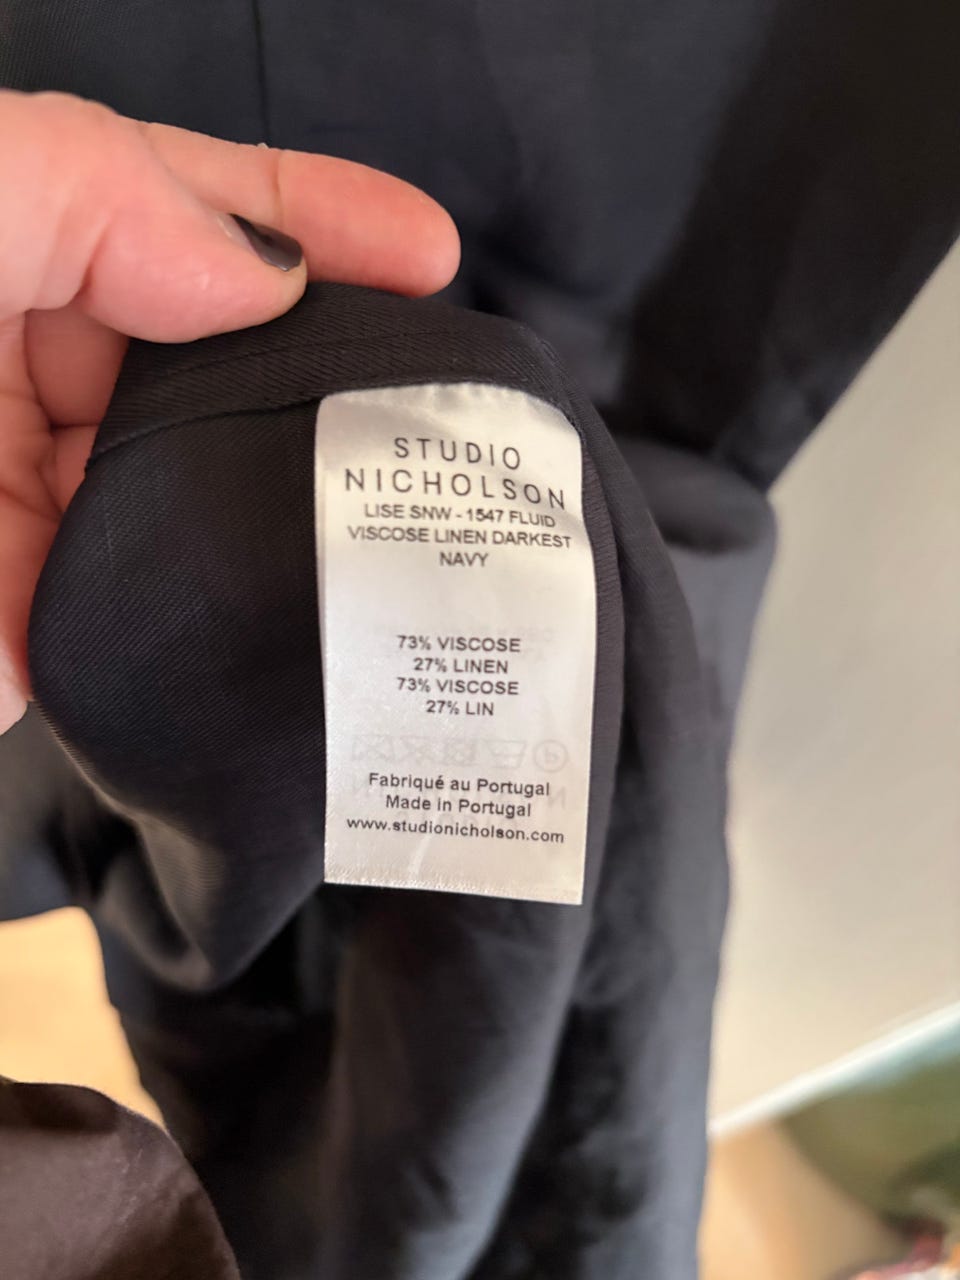 STUDIO
NICHOLSON
LISE SNW - 1547 FLUID
VISCOSE LINEN DARKEST
NAVY
73% VISCOSE
27% LINEN
73% VISCOSE
27% LIN
Fabriqué au Portugal
Made in Portugal
www.studionicholson.com